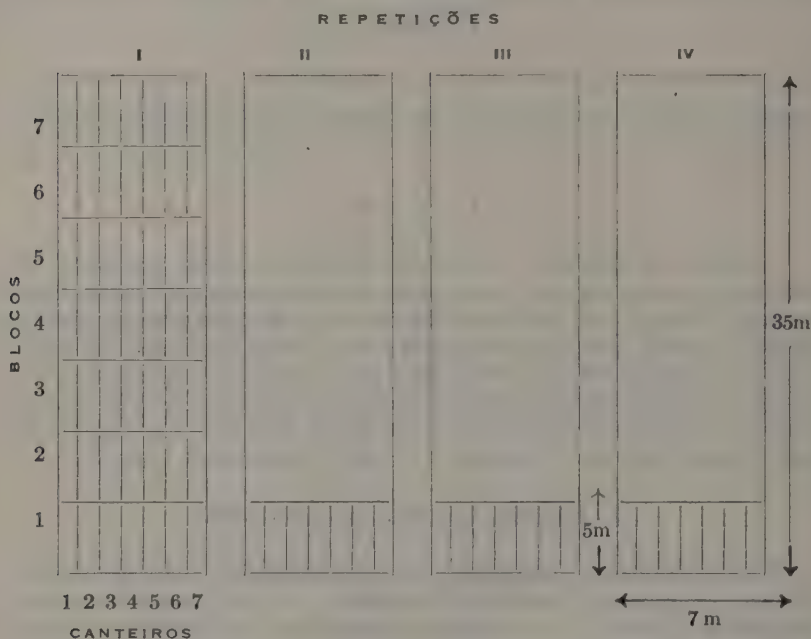 REPETIÇÕES
I II III IV
7
6
5
4
3
2
1
BLOCOS
35m
5m
1 2 3 4 5 6 7
7 m
CANTEIROS